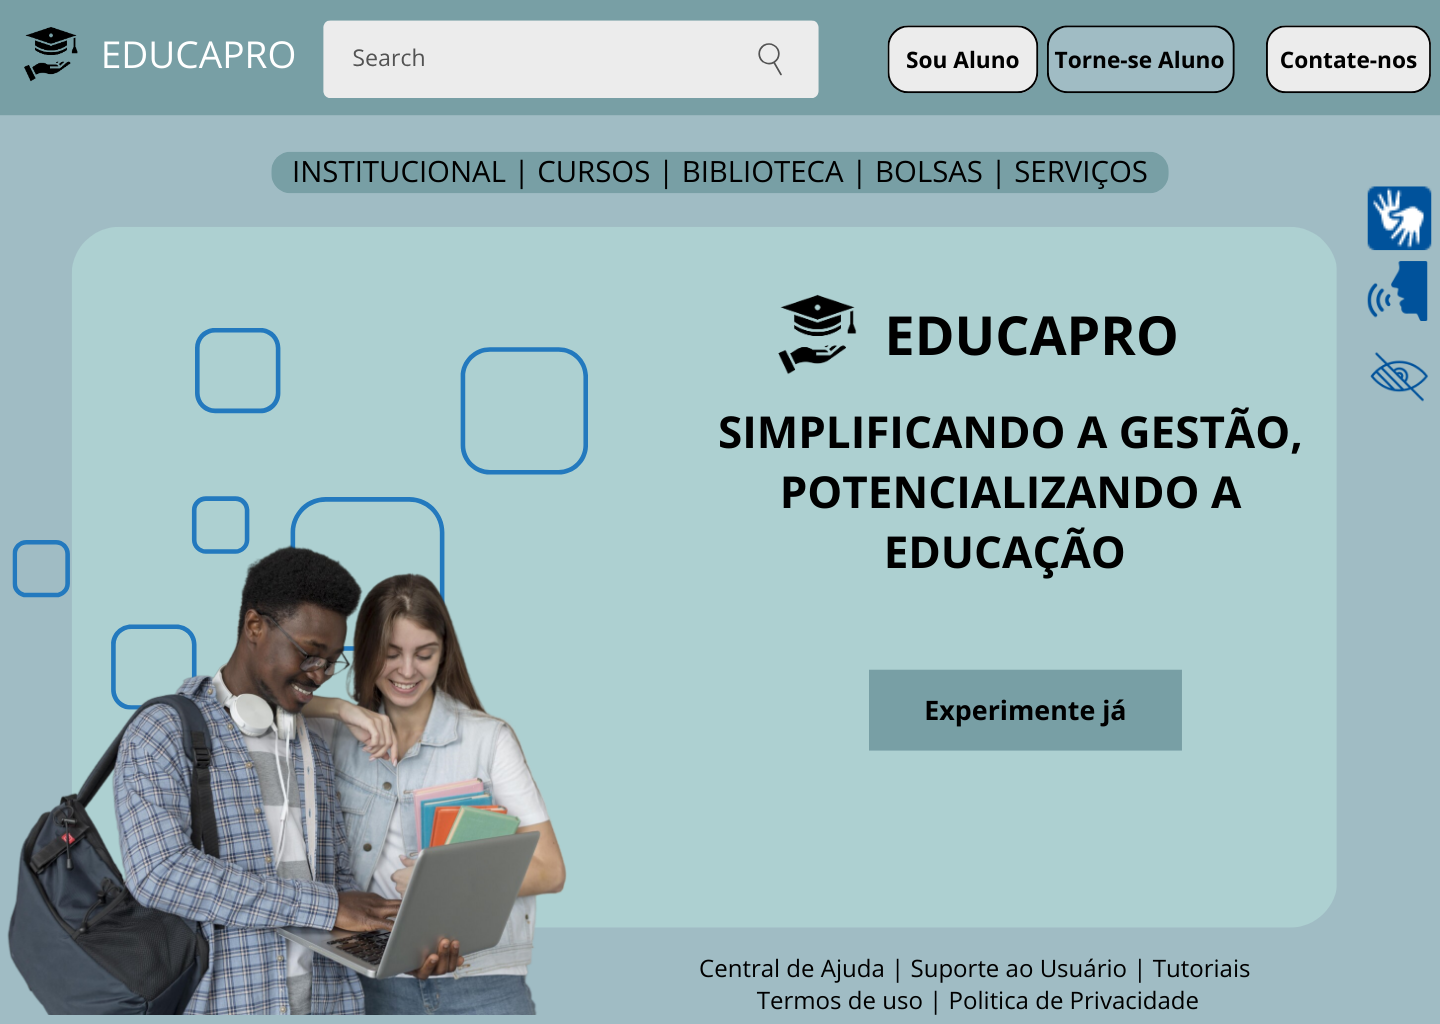 EDUCAPRO
Search
Sou Aluno
Torne-se Aluno
Contate-nos
INSTITUCIONAL | CURSOS | BIBLIOTECA | BOLSAS | SERVIÇOS
EDUCAPRO
SIMPLIFICANDO A GESTÃO,
POTENCIALIZANDO A
EDUCAÇÃO
Experimente já
Central de Ajuda | Suporte ao Usuário | Tutoriais
Termos de uso | Politica de Privacidade